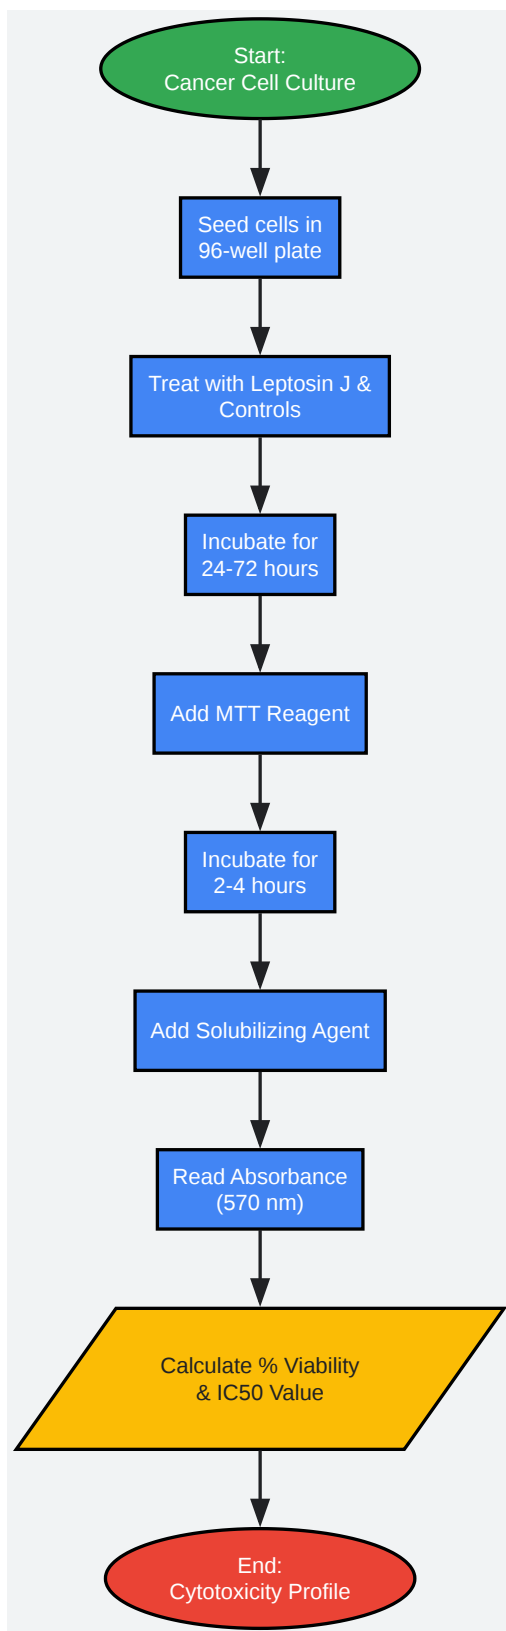 Start:
Cancer Cell Culture
Seed cells in
96-well plate
Treat with Leptosin J &
Controls
Incubate for
24-72 hours
Add MTT Reagent
Incubate for
2-4 hours
Add Solubilizing Agent
Read Absorbance
(570 nm)
Calculate % Viability
& IC50 Value
End:
Cytotoxicity Profile